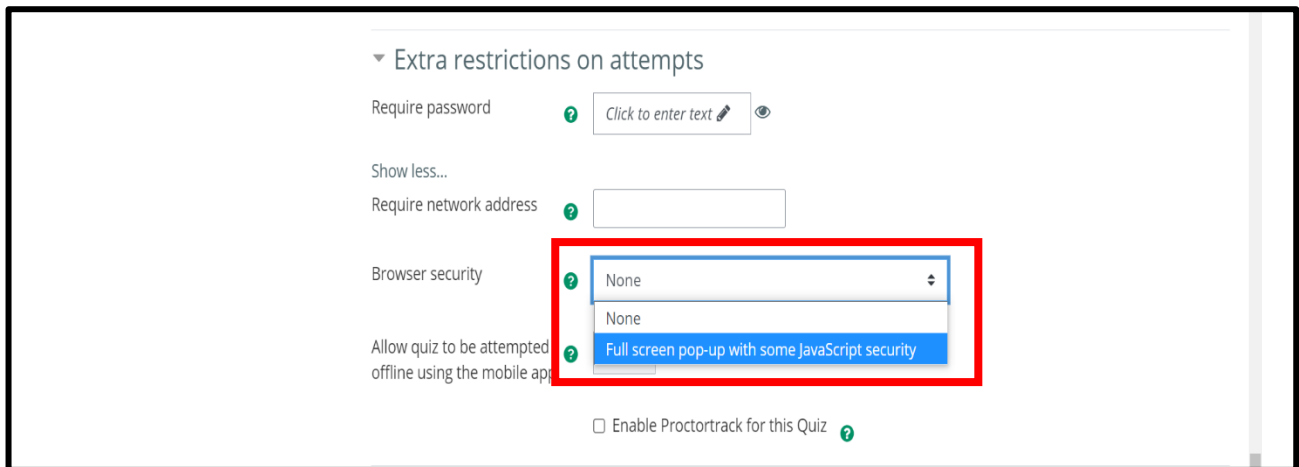 Extra restrictions on attempts
Require password
Click to enter text
Show less...
Require network address
Browser security
None
None
Full screen pop-up with some JavaScript security
Allow quiz to be attempted
offline using the mobile app
Enable Proctortrack for this Quiz